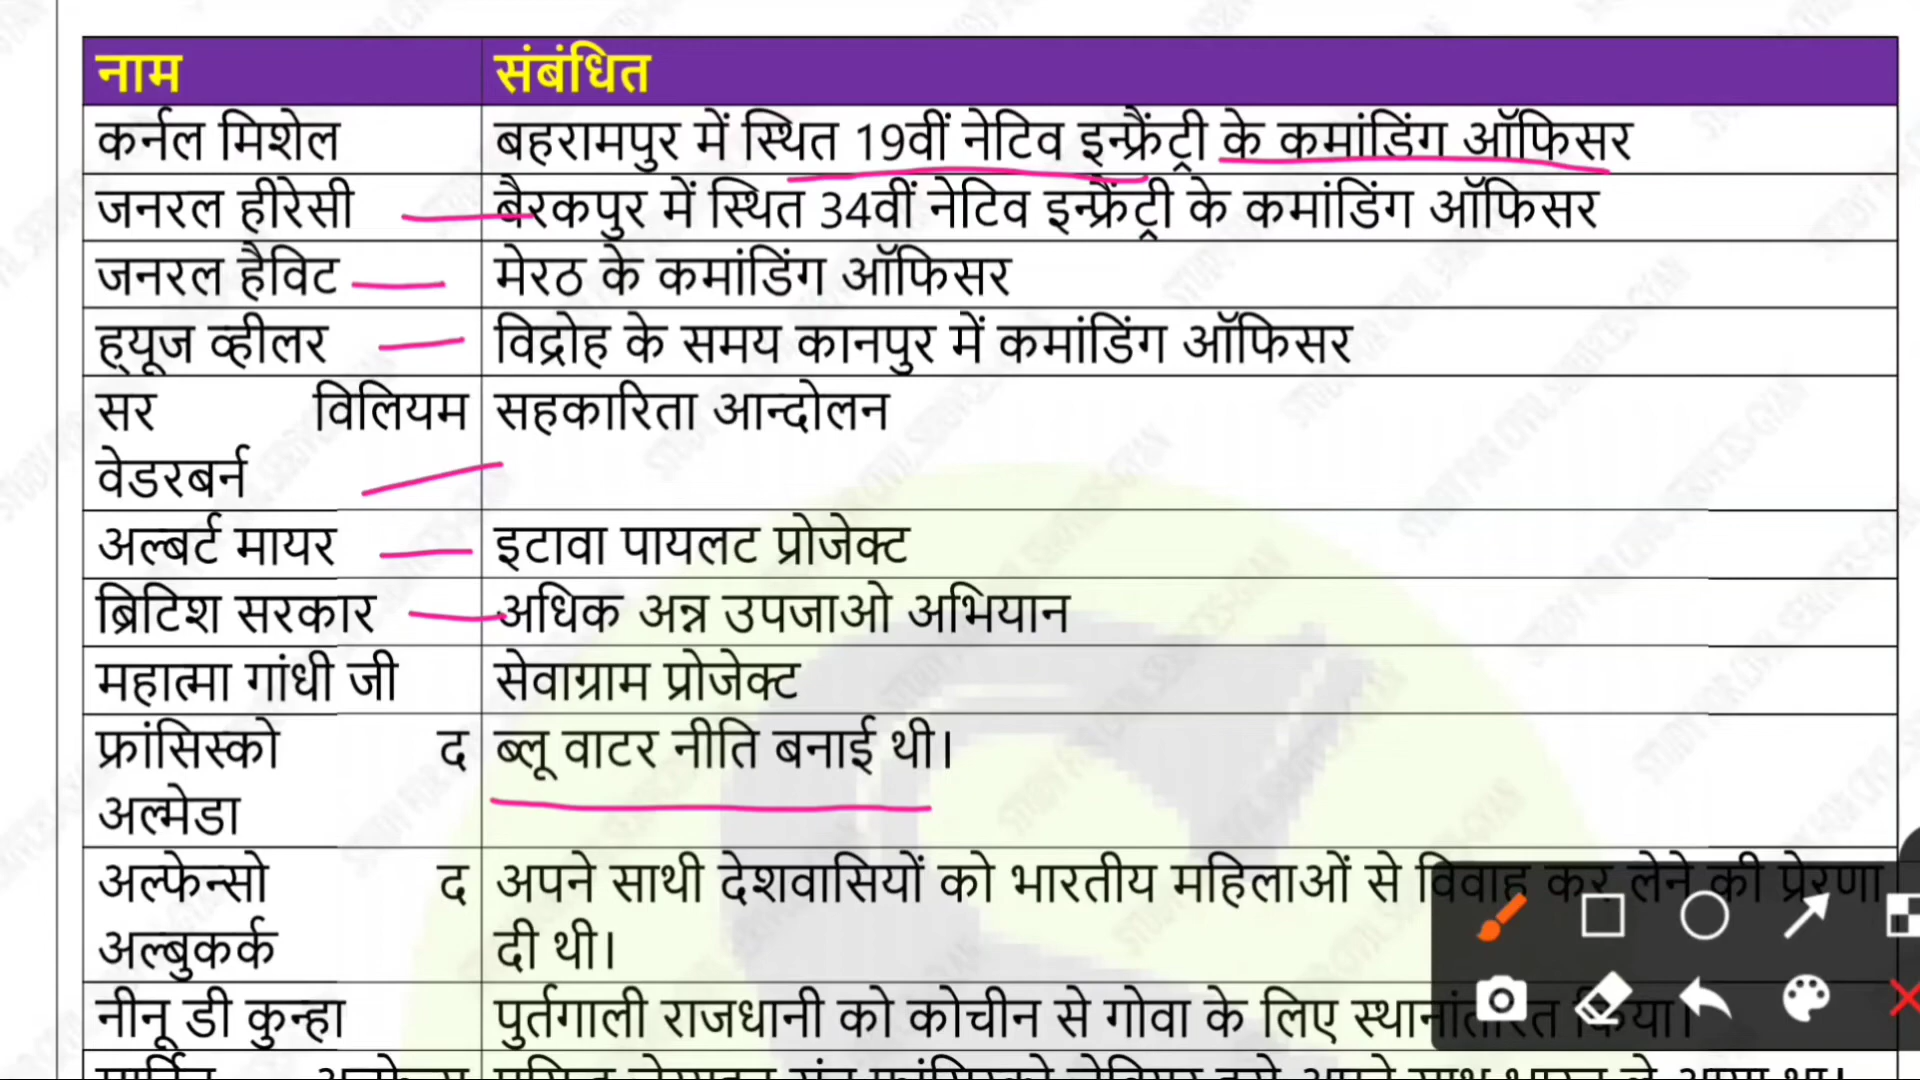 नाम संबंधित
कर्नल मिशेल बहरामपुर में स्थित 19वीं नेटिव इन्फ्रैंट्री के कमांडिंग ऑफिसर
जनरल हीरेसी बैरकपुर में स्थित 34वीं नेटिव इन्फ्रैंट्री के कमांडिंग ऑफिसर
जनरल हैविट मेरठ के कमांडिंग ऑफिसर
ह्यूज व्हीलर विद्रोह के समय कानपुर में कमांडिंग ऑफिसर
सर विलियम सहकारिता आन्दोलन
वेडरबर्न
अल्बर्ट मायर इटावा पायलट प्रोजेक्ट
ब्रिटिश सरकार अधिक अन्न उपजाओ अभियान
महात्मा गांधी जी सेवाग्राम प्रोजेक्ट
फ्रांसिस्को द ब्लू वाटर नीति बनाई थी।
अल्मेडा
अल्फेन्सो द अपने साथी देशवासियों को भारतीय महिलाओं से विवाह कर लेने की प्रेरणा
अल्बुकर्क दी थी।
नीनू डी कुन्हा पुर्तगाली राजधानी को कोचीन से गोवा के लिए स्थानांतरित किया।